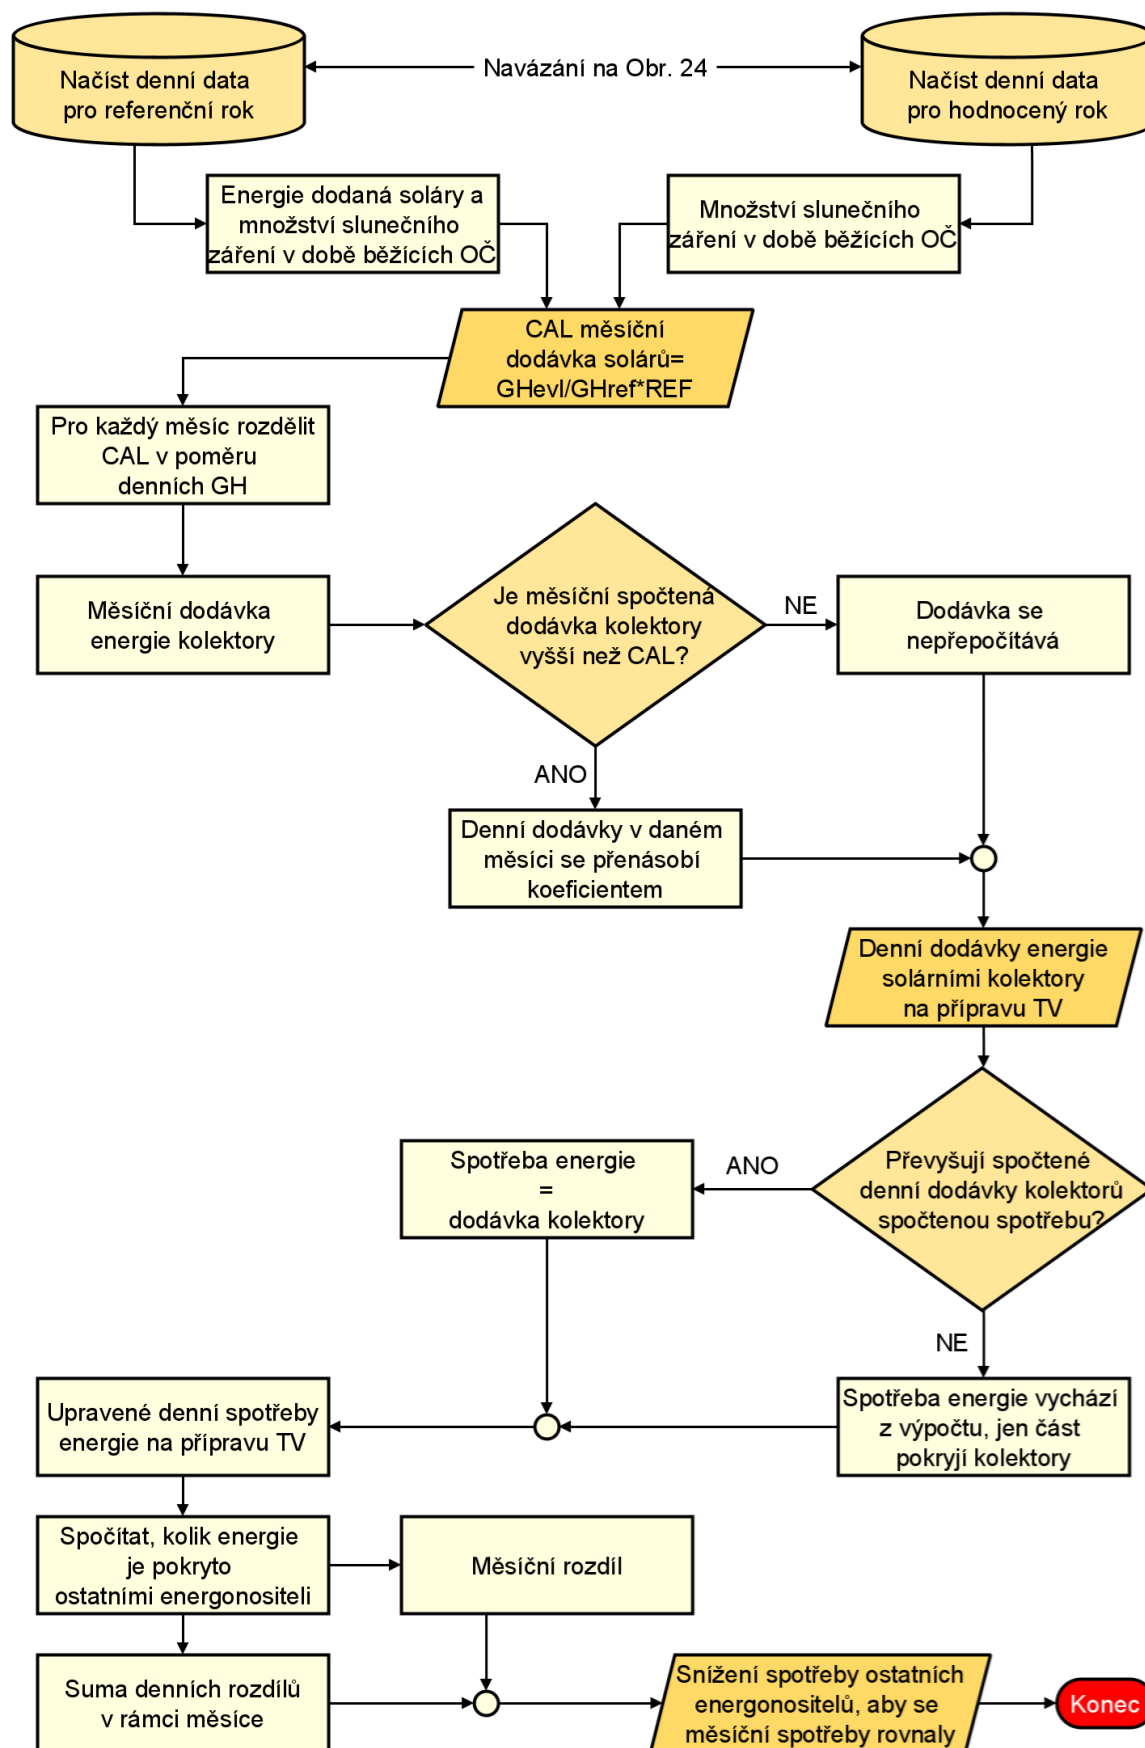 Načíst denní data
pro referenční rok
Navázání na Obr. 24
Načíst denní data
pro hodnocený rok
Energie dodaná soláry a
množství slunečního
záření v době běžících OČ
Množství slunečního
záření v době běžících OČ
CAL měsíční
dodávka solárů=
GHevl/GHref*REF
Pro každý měsíc rozdělit
CAL v poměru
denních GH
Měsíční dodávka
energie kolektory
Je měsíční spočtená
dodávka kolektory
vyšší než CAL?
NE
Dodávka se
nepřepočítává
ANO
Denní dodávky v daném
měsíci se přenásobí
koeficientem
Denní dodávky energie
solárními kolektory
na přípravu TV
Převyšují spočtené
denní dodávky kolektorů
spočtenou spotřebu?
ANO
Spotřeba energie
=
dodávka kolektory
NE
Spotřeba energie vychází
z výpočtu, jen část
pokryjí kolektory
Upravené denní spotřeby
energie na přípravu TV
Spočítat, kolik energie
je pokryto
ostatními energonositeli
Měsíční rozdíl
Suma denních rozdílů
v rámci měsíce
Snížení spotřeby ostatních
energonositelů, aby se
měsíční spotřeby rovnaly
Konec